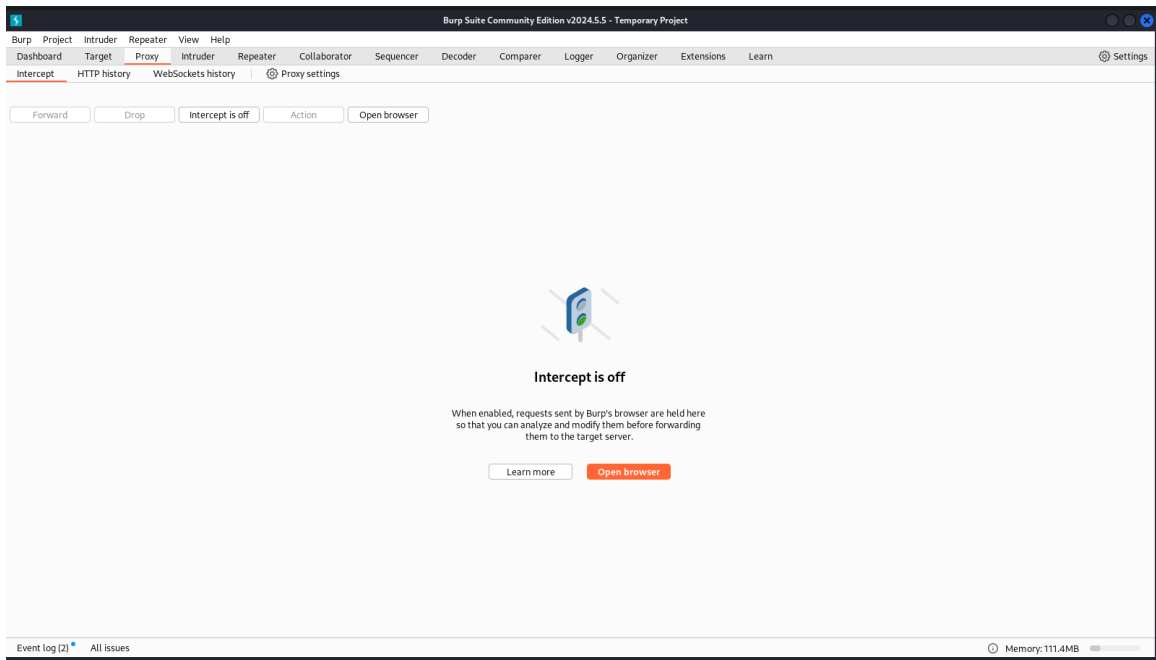 Burp Suite Community Edition v2024.5.5 - Temporary Project
Burp Project Intruder Repeater View Help
Dashboard Target Proxy Intruder Repeater Collaborator Sequencer Decoder Comparer Logger Organizer Extensions Learn Settings
Intercept HTTP history WebSockets history Proxy settings
Forward Drop Intercept is off Action Open browser
Intercept is off
When enabled, requests sent by Burp's browser are held here
so that you can analyze and modify them before forwarding
them to the target server.
Learn more Open browser
Event log (2) All issues Memory: 111.4MB